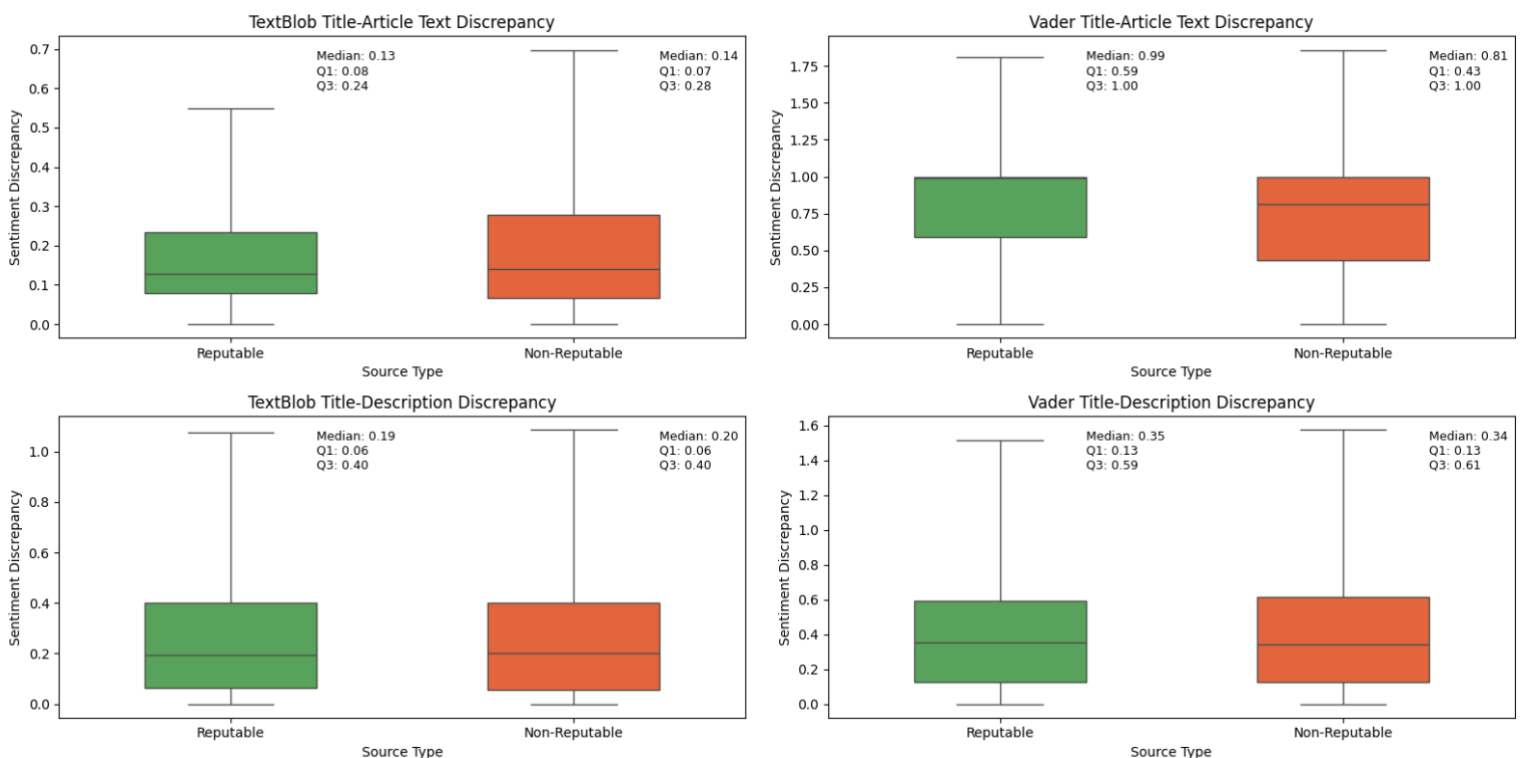 TextBlob Title-Article Text Discrepancy
Sentiment Discrepancy
0.7
0.6
0.5
0.4
0.3
0.2
0.1
0.0
Median: 0.13
Q1: 0.08
Q3: 0.24
Median: 0.14
Q1: 0.07
Q3: 0.28
Reputable
Non-Reputable
Source Type
Vader Title-Article Text Discrepancy
Sentiment Discrepancy
1.75
1.50
1.25
1.00
0.75
0.50
0.25
0.00
Median: 0.99
Q1: 0.59
Q3: 1.00
Median: 0.81
Q1: 0.43
Q3: 1.00
Reputable
Non-Reputable
Source Type
TextBlob Title-Description Discrepancy
Sentiment Discrepancy
1.0
0.8
0.6
0.4
0.2
0.0
Median: 0.19
Q1: 0.06
Q3: 0.40
Median: 0.20
Q1: 0.06
Q3: 0.40
Reputable
Non-Reputable
Source Type
Vader Title-Description Discrepancy
Sentiment Discrepancy
1.6
1.4
1.2
1.0
0.8
0.6
0.4
0.2
0.0
Median: 0.35
Q1: 0.13
Q3: 0.59
Median: 0.34
Q1: 0.13
Q3: 0.61
Reputable
Non-Reputable
Source Type